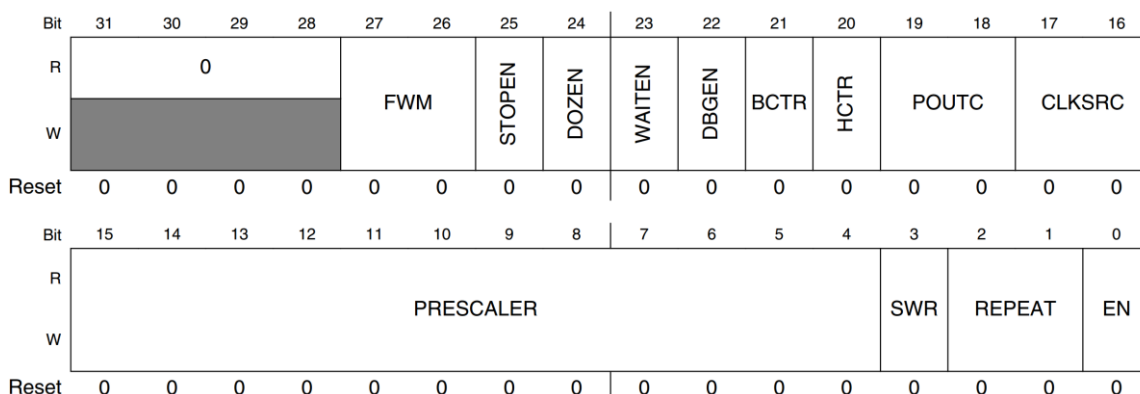 Bit 31 30 29 28 27 26 25 24 23 22 21 20 19 18 17 16
R 0 FWM STOPEN DOZEN WAITEN DBGEN BCTR HCTR POUTC CLKSRC
W
Reset 0 0 0 0 0 0 0 0 0 0 0 0 0 0 0 0
Bit 15 14 13 12 11 10 9 8 7 6 5 4 3 2 1 0
R PRESCALER SWR REPEAT EN
W
Reset 0 0 0 0 0 0 0 0 0 0 0 0 0 0 0 0